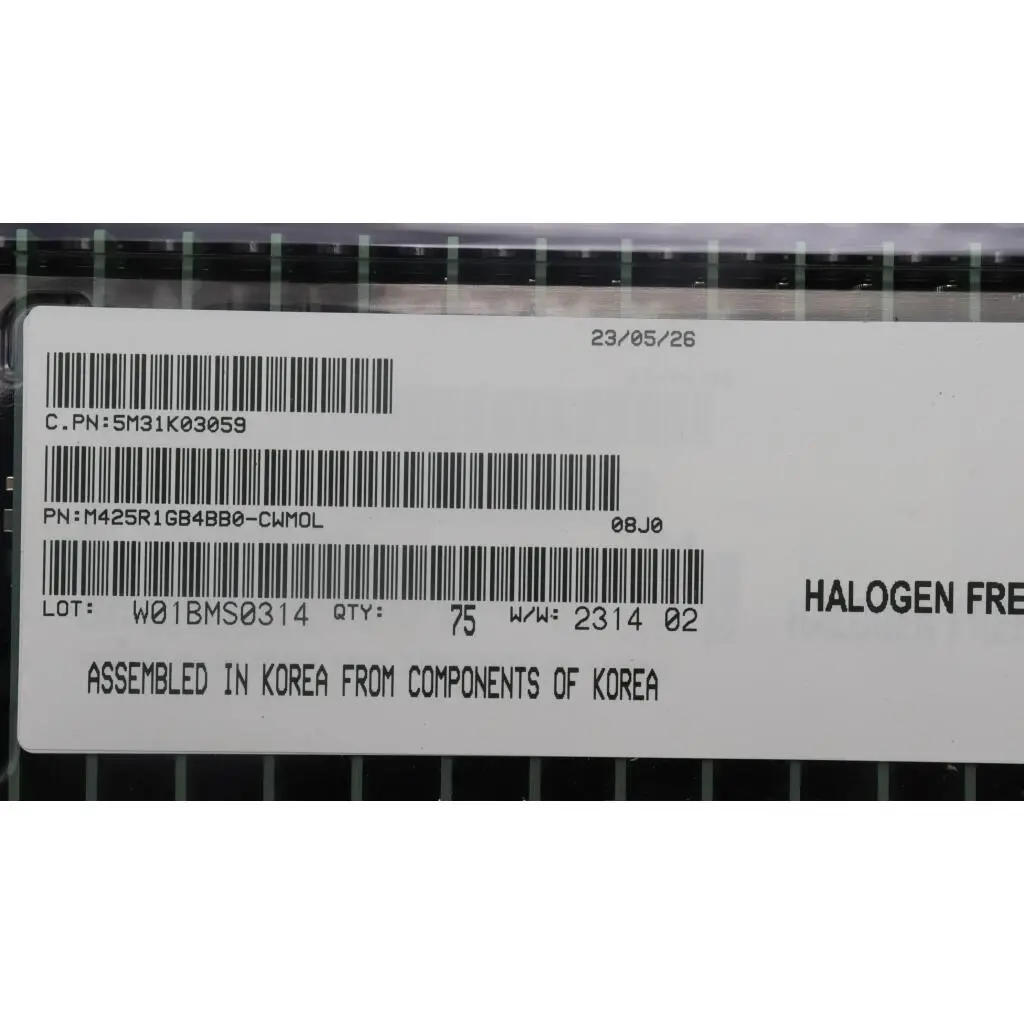 23/05/26
C.PN:5M31K03059
PN:M425R1GB4BB0-CWMOL 08J0
LOT: W01BMS0314 QTY: 75 W/W: 2314 02
HALOGEN FRE
ASSEMBLED IN KOREA FROM COMPONENTS OF KOREA